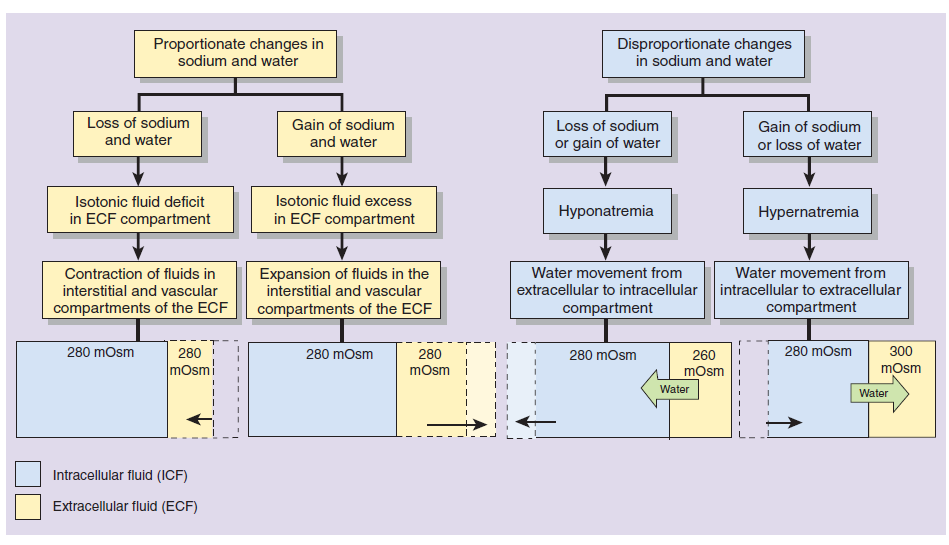 Proportionate changes in
sodium and water
Disproportionate changes
in sodium and water
Loss of sodium
and water
Gain of sodium
and water
Loss of sodium
or gain of water
Gain of sodium
or loss of water
Isotonic fluid deficit
in ECF compartment
Isotonic fluid excess
in ECF compartment
Hyponatremia
Hypernatremia
Contraction of fluids in
interstitial and vascular
compartments of the ECF
Expansion of fluids in the
interstitial and vascular
compartments of the ECF
Water movement from
extracellular to intracellular
compartment
Water movement from
intracellular to extracellular
compartment
280 mOsm
280
mOsm
280 mOsm
280
mOsm
280 mOsm
260
mOsm
Water
280 mOsm
300
mOsm
Water
Intracellular fluid (ICF)
Extracellular fluid (ECF)